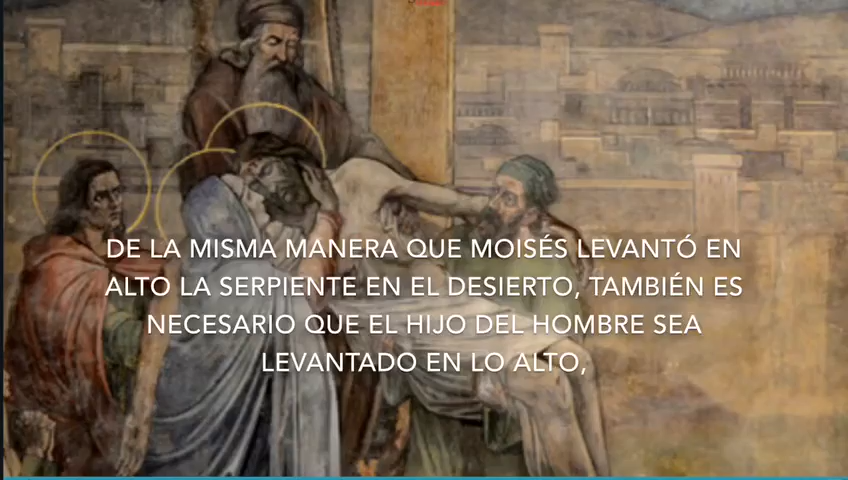 DE LA MISMA MANERA QUE MOISÉS LEVANTÓ EN
ALTO LA SERPIENTE EN EL DESIERTO, TAMBIÉN ES
NECESARIO QUE EL HIJO DEL HOMBRE SEA
LEVANTADO EN LO ALTO,